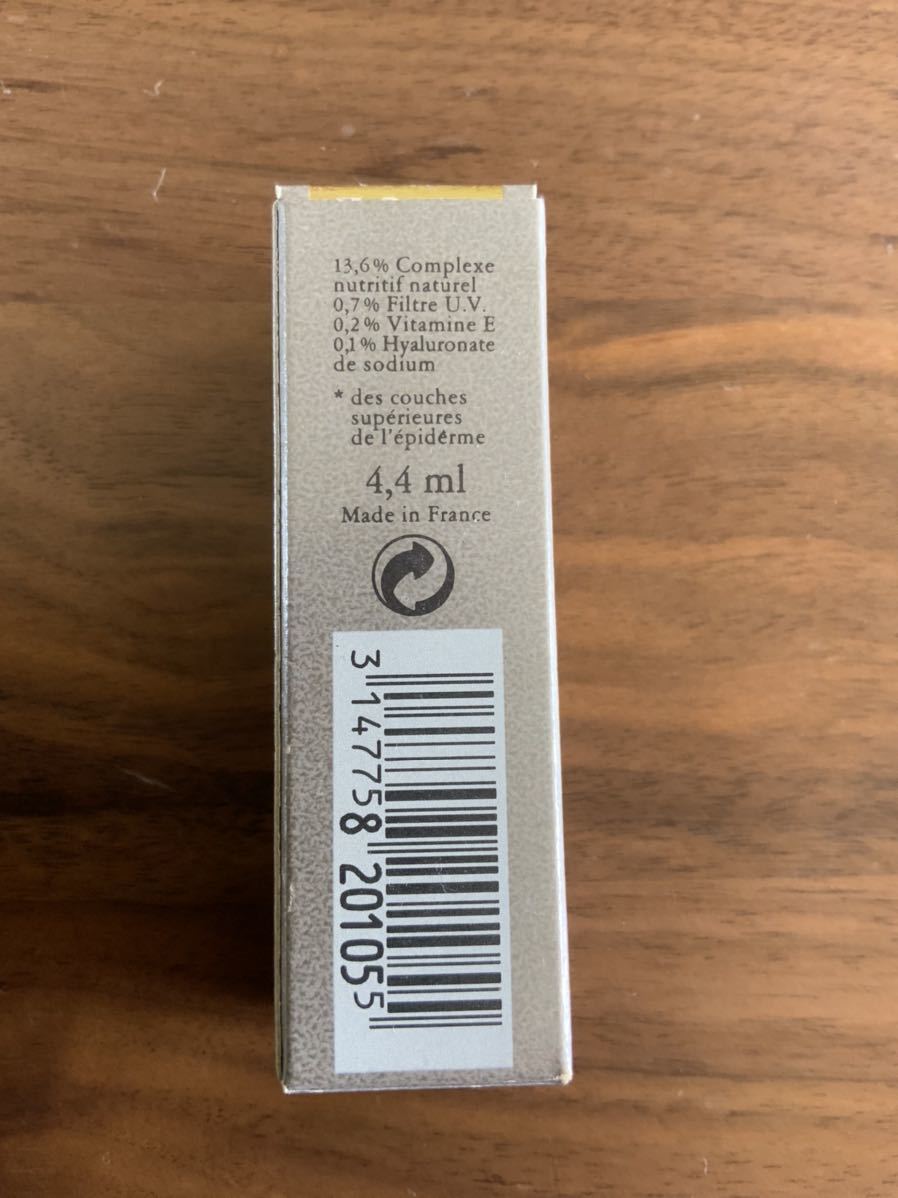 13,6% Complexe
nutritif naturel
0,7% Filtre U.V.
0,2% Vitamine E
0,1% Hyaluronate
de sodium
* des couches
supérieures
de l'épiderme
4,4 ml
Made in France
3 147758 201055